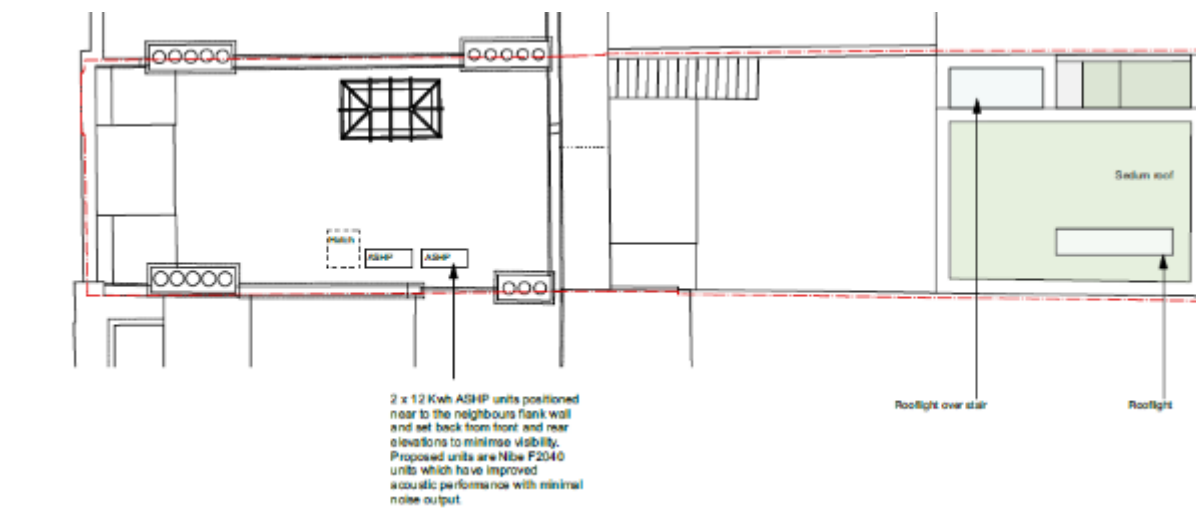 Sedum roof
Hatch
ASHP
ASHP
2 x 12 Kwh ASHP units positioned
near to the neighbours flank wall
and set back from front and rear
elevations to minimse visibility.
Proposed units are Nibe F2040
units which have improved
acoustic performance with minimal
noise output
Rooflight over stair
Rooflight